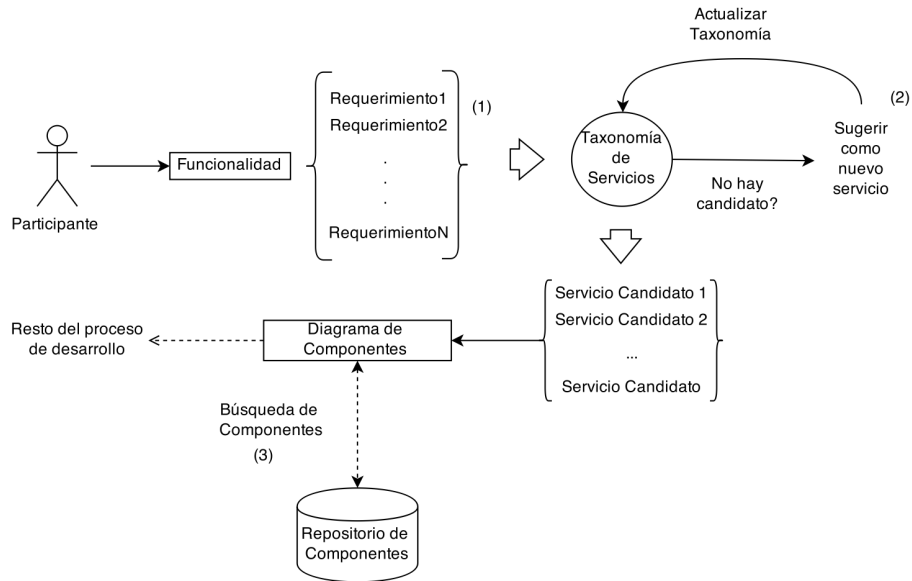 Actualizar
Taxonomía
Requerimiento1
(1)
Requerimiento2
.
.
.
RequerimientoN
Participante
Funcionalidad
Taxonomía
de
Servicios
No hay
candidato?
(2)
Sugerir
como
nuevo
servicio
Servicio Candidato 1
Servicio Candidato 2
...
Servicio Candidato
Diagrama de
Componentes
Resto del proceso
de desarrollo
Búsqueda de
Componentes
(3)
Repositorio de
Componentes